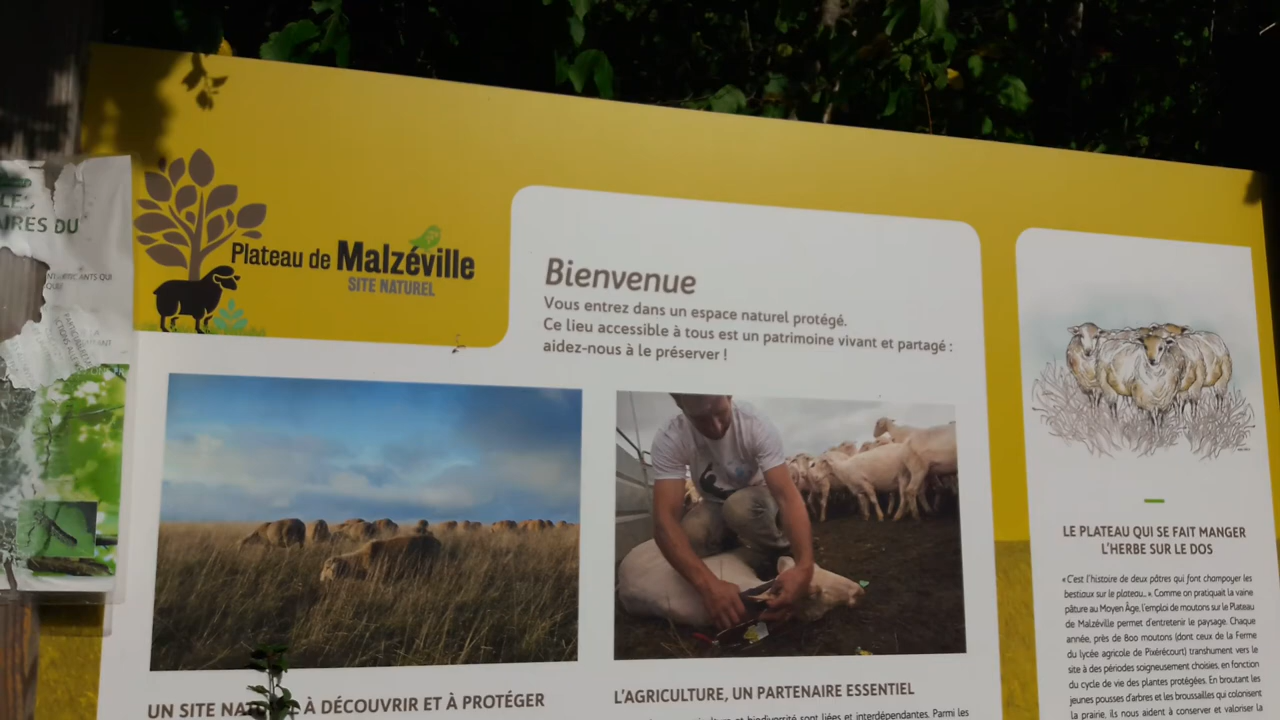 AIRES DU
Plateau de Malzéville
SITE NATUREL
Bienvenue
Vous entrez dans un espace naturel protégé.
Ce lieu accessible à tous est un patrimoine vivant et partagé :
aidez-nous à le préserver !
UN SITE À DÉCOUVRIR ET À PROTÉGER
L'AGRICULTURE, UN PARTENAIRE ESSENTIEL
et biodiversité sont liées et interdépendantes. Parmi les
LE PLATEAU QUI SE FAIT MANGER
L'HERBE SUR LE DOS
« C'est l'histoire de deux pâtres qui font champoyer les
bestiaux sur le plateau... ». Comme on pratiquait la vaine
pâture au Moyen Âge, l'emploi de moutons sur le Plateau
de Malzéville permet d'entretenir le paysage. Chaque
année, près de 800 moutons (dont ceux de la Ferme
du lycée agricole de Pixérécourt) transhument vers le
site à des périodes soigneusement choisies, en fonction
du cycle de vie des plantes protégées. En broutant les
jeunes pousses d'arbres et les broussailles qui colonisent
la prairie, ils nous aident à conserver et valoriser la